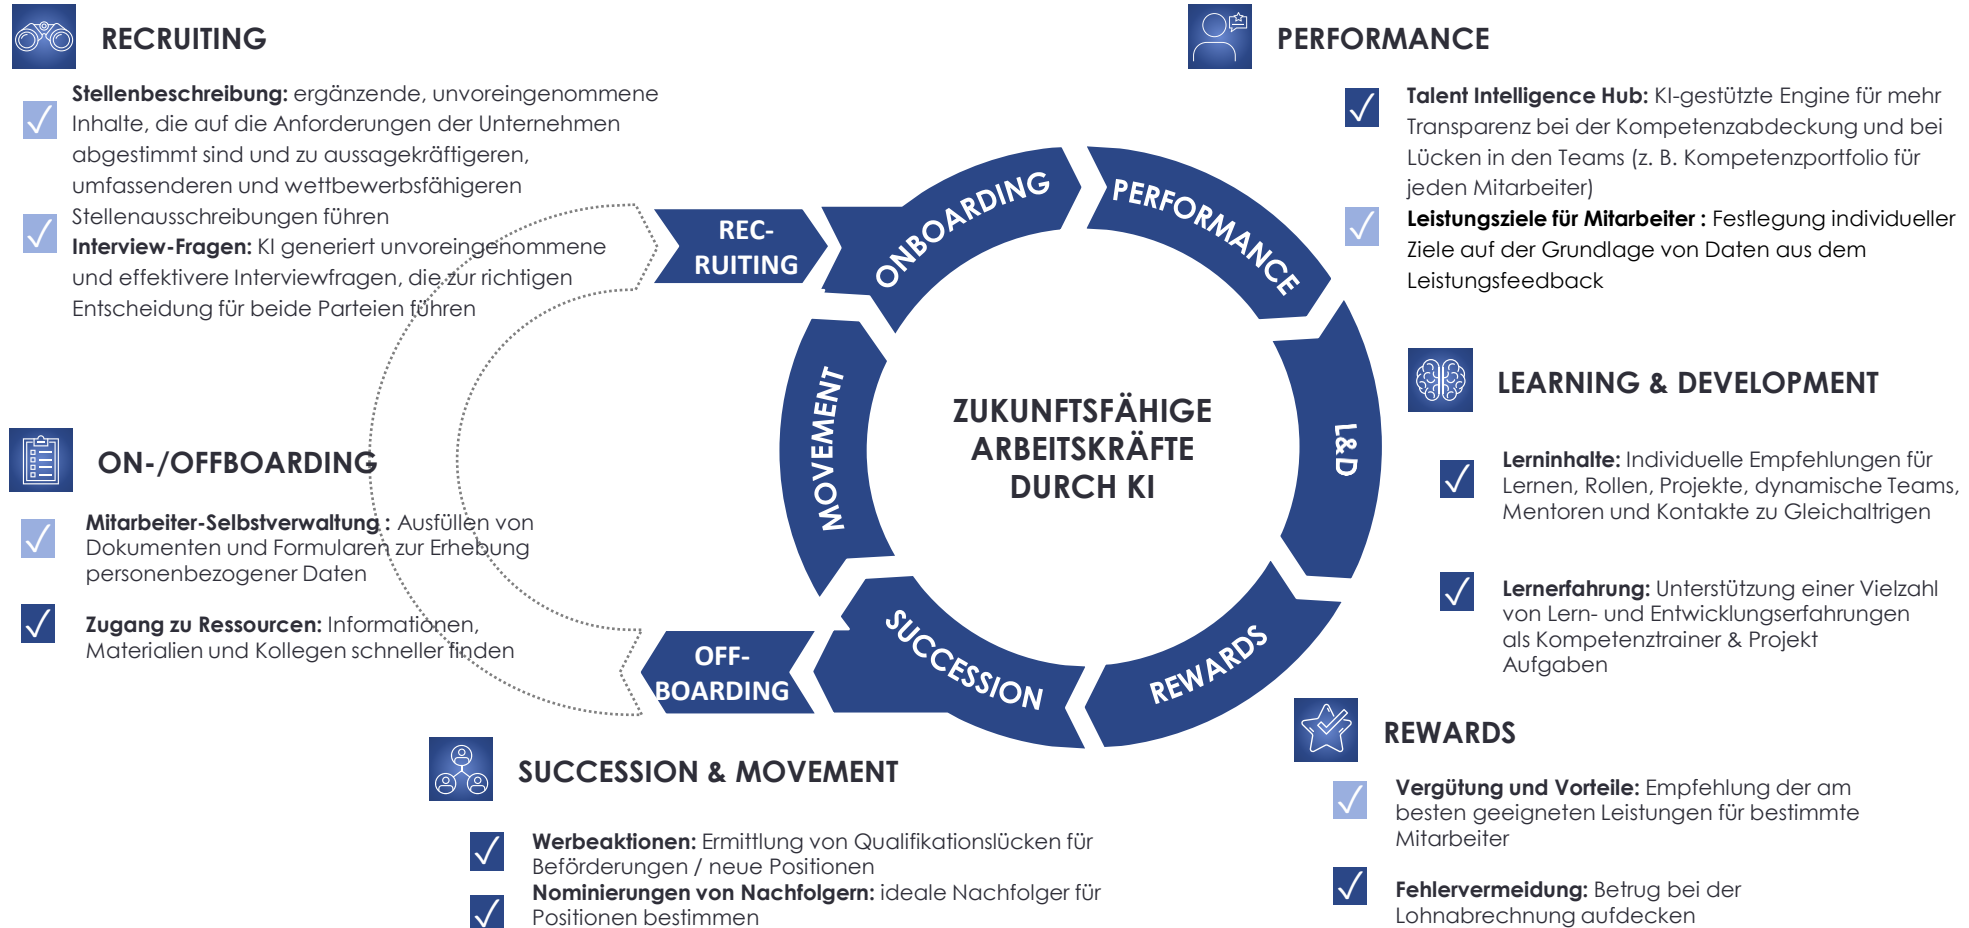 RECRUITING
Stellenbeschreibung: ergänzende, unvoreingenommene
Inhalte, die auf die Anforderungen der Unternehmen
abgestimmt sind und zu aussagekräftigeren,
umfassenderen und wettbewerbsfähigeren
Stellenausschreibungen führen
Interview-Fragen: KI generiert unvoreingenommene
und effektivere Interviewfragen, die zur richtigen
Entscheidung für beide Parteien führen
PERFORMANCE
Talent Intelligence Hub: KI-gestützte Engine für mehr
Transparenz bei der Kompetenzabdeckung und bei
Lücken in den Teams (z. B. Kompetenzportfolio für
jeden Mitarbeiter)
Leistungsziele für Mitarbeiter : Festlegung individueller
Ziele auf der Grundlage von Daten aus dem
Leistungsfeedback
REC-
RUITING
ONBOARDING
PERFORMANCE
L&D
REWARDS
SUCCESSION
MOVEMENT
OFF-
BOARDING
ZUKUNFTSFÄHIGE
ARBEITSKRÄFTE
DURCH KI
ON-/OFFBOARDING
Mitarbeiter-Selbstverwaltung : Ausfüllen von
Dokumenten und Formularen zur Erhebung
personenbezogener Daten
Zugang zu Ressourcen: Informationen,
Materialien und Kollegen schneller finden
LEARNING & DEVELOPMENT
Lerninhalte: Individuelle Empfehlungen für
Lernen, Rollen, Projekte, dynamische Teams,
Mentoren und Kontakte zu Gleichaltrigen
Lernerfahrung: Unterstützung einer Vielzahl
von Lern- und Entwicklungserfahrungen
als Kompetenztrainer & Projekt
Aufgaben
SUCCESSION & MOVEMENT
Werbeaktionen: Ermittlung von Qualifikationslücken für
Beförderungen / neue Positionen
Nominierungen von Nachfolgern: ideale Nachfolger für
Positionen bestimmen
REWARDS
Vergütung und Vorteile: Empfehlung der am
besten geeigneten Leistungen für bestimmte
Mitarbeiter
Fehlervermeidung: Betrug bei der
Lohnabrechnung aufdecken